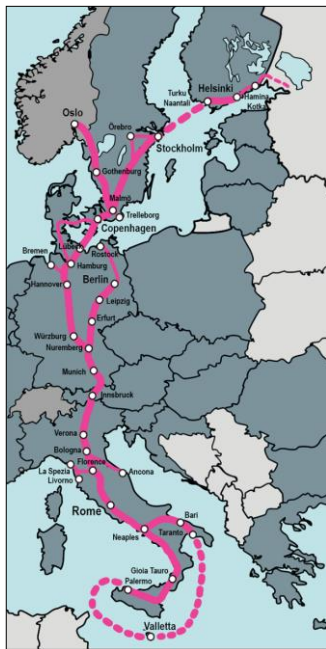 Turku
Naantali
Helsinki
Hamina
Kotka
Oslo
Örebro
Stockholm
Gothenburg
Malmö
Trelleborg
Copenhagen
Bremen
Lübeck
Rostock
Hamburg
Berlin
Hannover
Leipzig
Erfurt
Würzburg
Nuremberg
Munich
Innsbruck
Verona
Bologna
La Spezia
Florence
Livorno
Ancona
Rome
Bari
Neaples
Taranto
Gioia Tauro
Palermo
Valletta